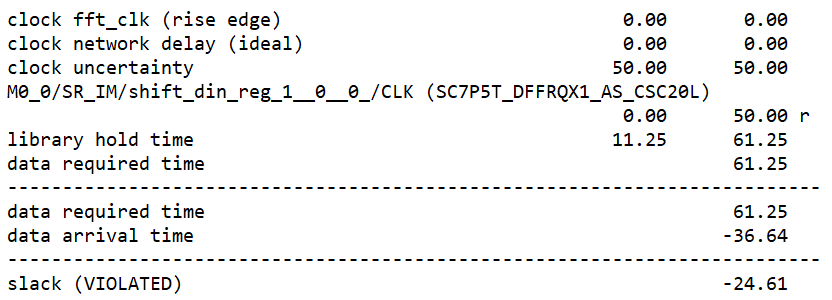 clock fft_clk (rise edge) 0.00 0.00
clock network delay (ideal) 0.00 0.00
clock uncertainty 50.00 50.00
M0_0/SR_IM/shift_din_reg_1__0__0_/CLK (SC7P5T_DFFRQX1_AS_CSC20L)
0.00 50.00 r
library hold time 11.25 61.25
data required time 61.25
--------------------------------------------------------------------------
data required time 61.25
data arrival time -36.64
--------------------------------------------------------------------------
slack (VIOLATED) -24.61